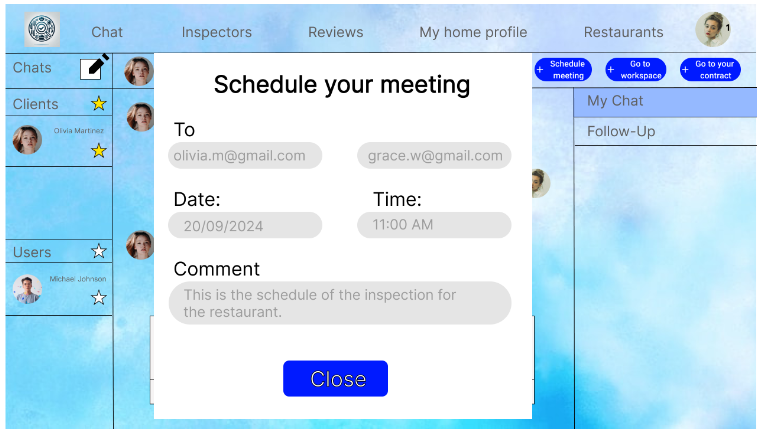 Chat
Inspectors
Reviews
My home profile
Restaurants
1
Chats
Schedule your meeting
+ Schedule
meeting
+ Go to
workspace
+ Go to your
contract
Clients
My Chat
Olivia Martinez
To
Follow-Up
olivia.m@gmail.com
grace.w@gmail.com
Date:
Time:
20/09/2024
11:00 AM
Users
Comment
Michael Johnson
This is the schedule of the inspection for
the restaurant.
Close